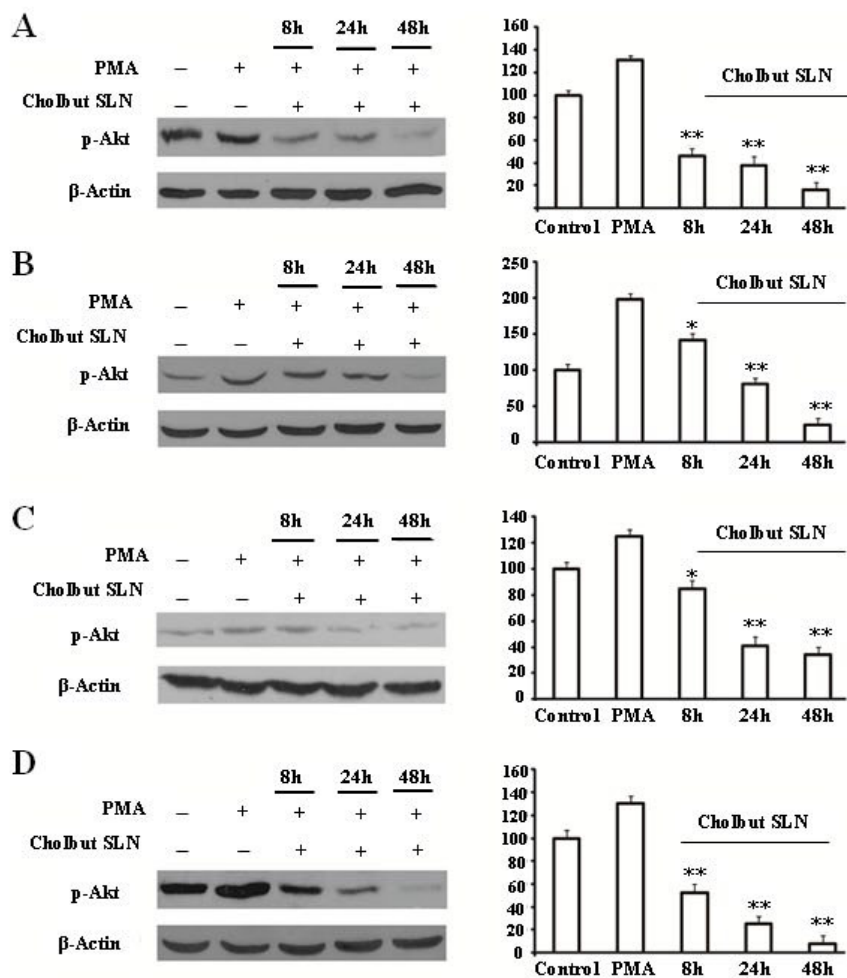 A
8h 24h 48h
PMA – + + + +
Cholbut SLN – – + + +
p-Akt
β-Actin
160
140
120
100
80
60
40
20
Cholbut SLN
** ** **
Control PMA 8h 24h 48h
B
8h 24h 48h
PMA – + + + +
Cholbut SLN – – + + +
p-Akt
β-Actin
250
200
150
100
50
0
Cholbut SLN
* ** **
Control PMA 8h 24h 48h
C
8h 24h 48h
PMA – + + + +
Cholbut SLN – – + + +
p-Akt
β-Actin
140
120
100
80
60
40
20
0
Cholbut SLN
* ** **
Control PMA 8h 24h 48h
D
8h 24h 48h
PMA – + + + +
Cholbut SLN – – + + +
p-Akt
β-Actin
160
140
120
100
80
60
40
20
0
Cholbut SLN
** ** **
Control PMA 8h 24h 48h